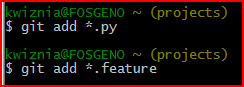 kwiznia@FOSGENO ~ (projects)
$ git add *.py
kwiznia@FOSGENO ~ (projects)
$ git add *.feature